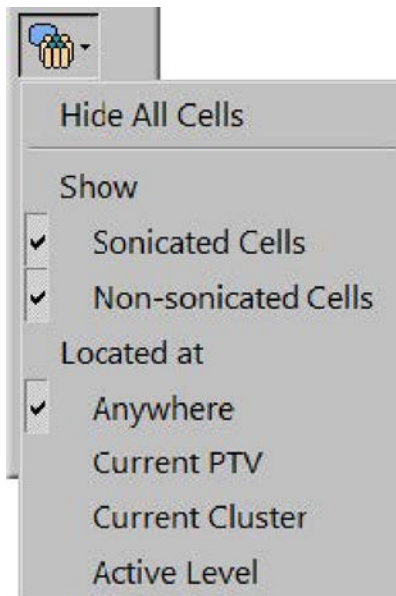 Hide All Cells
Show
Sonicated Cells
Non-sonicated Cells
Located at
Anywhere
Current PTV
Current Cluster
Active Level